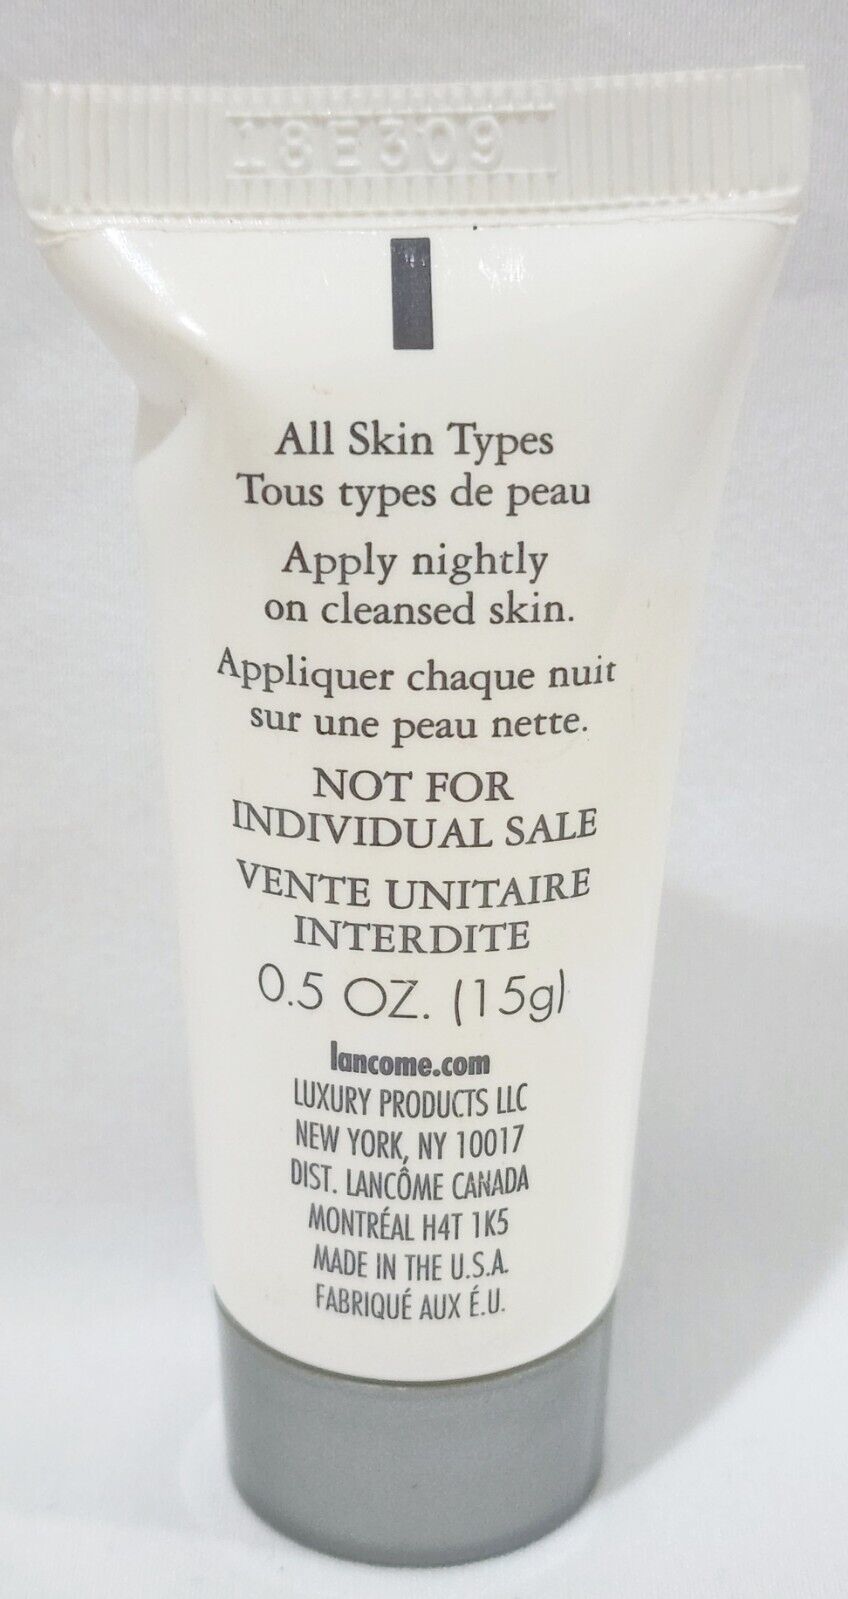 18E309
All Skin Types
Tous types de peau
Apply nightly
on cleansed skin.
Appliquer chaque nuit
sur une peau nette.
NOT FOR
INDIVIDUAL SALE
VENTE UNITAIRE
INTERDITE
0.5 OZ. (15g)
lancome.com
LUXURY PRODUCTS LLC
NEW YORK, NY 10017
DIST. LANCÔME CANADA
MONTRÉAL H4T 1K5
MADE IN THE U.S.A.
FABRIQUÉ AUX É.U.